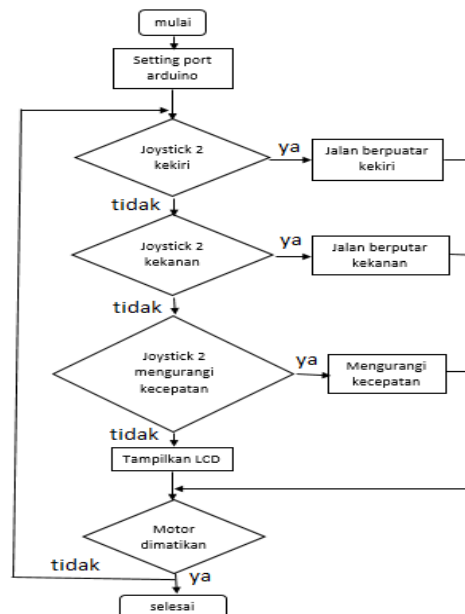 mulai
Setting port
arduino
Joystick 2
kekiri
ya
Jalan berpuatar
kekiri
tidak
Joystick 2
kekanan
ya
Jalan berputar
kekanan
tidak
Joystick 2
mengurangi
kecepatan
ya
Mengurangi
kecepatan
tidak
Tampilkan LCD
Motor
dimatikan
tidak
ya
selesai